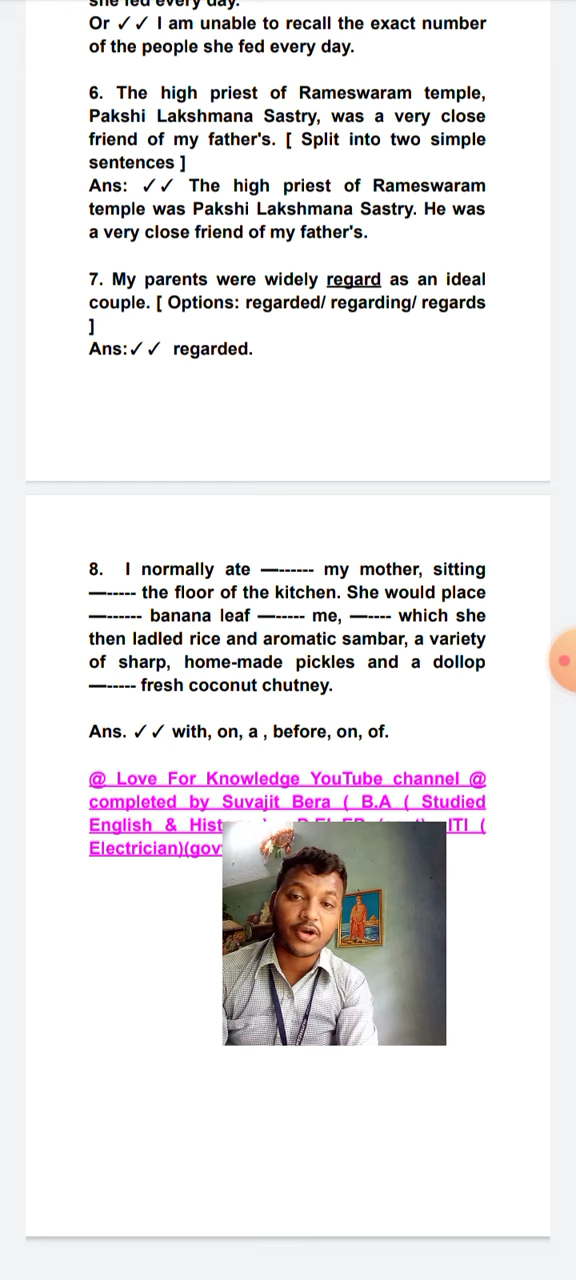 she fed every day.
Or ✓✓ I am unable to recall the exact number
of the people she fed every day.
6. The high priest of Rameswaram temple,
Pakshi Lakshmana Sastry, was a very close
friend of my father's. [ Split into two simple
sentences ]
Ans: ✓✓ The high priest of Rameswaram
temple was Pakshi Lakshmana Sastry. He was
a very close friend of my father's.
7. My parents were widely regard as an ideal
couple. [ Options: regarded/ regarding/ regards
]
Ans:✓✓ regarded.
8. I normally ate —------ my mother, sitting
—----- the floor of the kitchen. She would place
—------ banana leaf —----- me, —---- which she
then ladled rice and aromatic sambar, a variety
of sharp, home-made pickles and a dollop
—----- fresh coconut chutney.
Ans. ✓✓ with, on, a , before, on, of.
@ Love For Knowledge YouTube channel @
completed by Suvajit Bera ( B.A ( Studied
English & Hist ITI (
Electrician)(gov